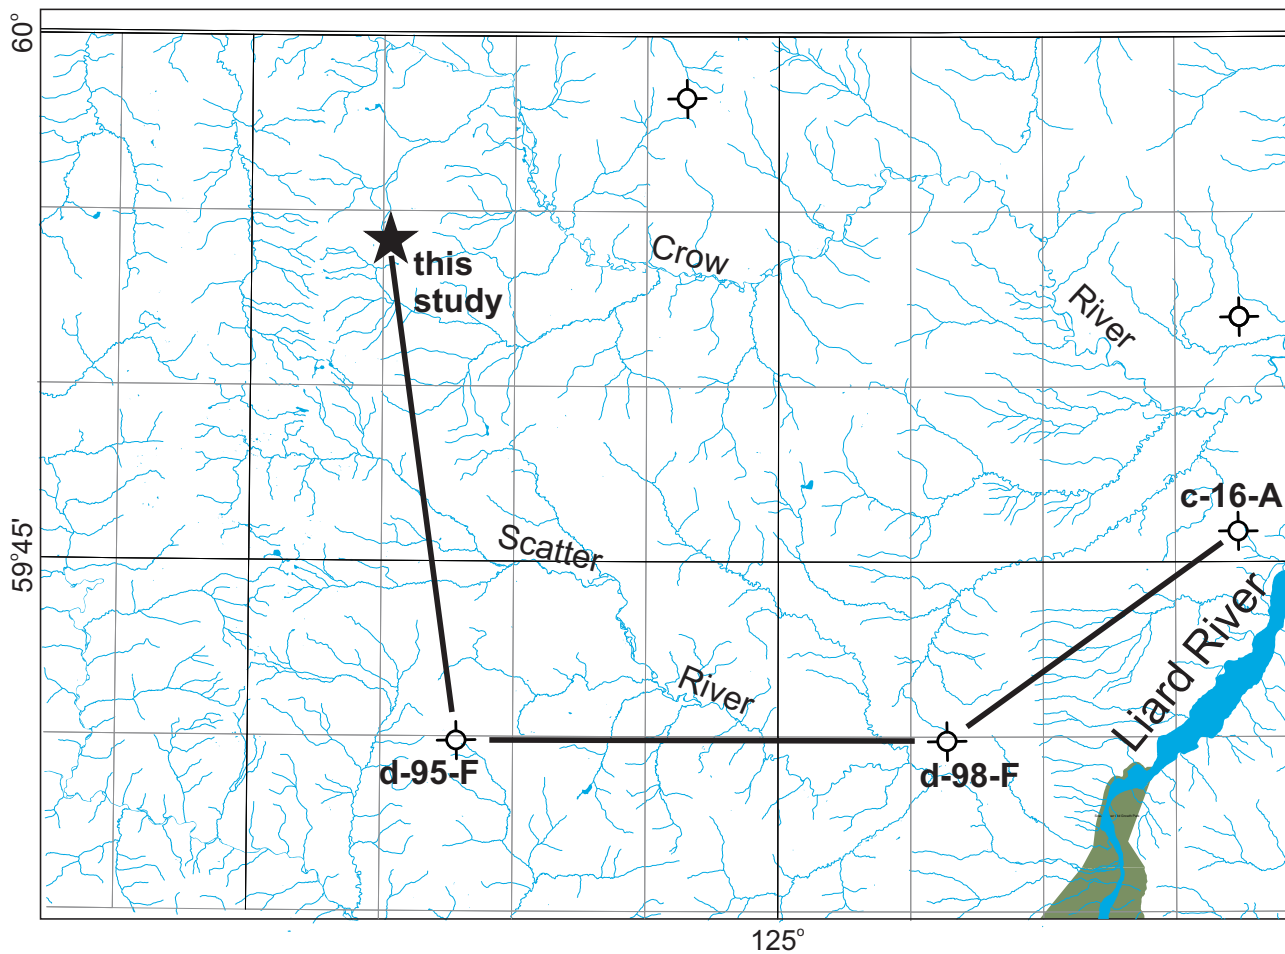 60°
Crow
this
study
River
c-16-A
59°45'
Scatter
Liard River
River
d-95-F
d-98-F
125°